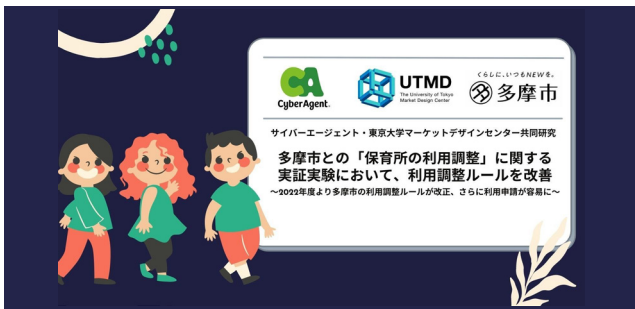 CyberAgent.
UTMD
The University of Tokyo
Market Design Center
くらしに、いつもNEWを。
多摩市
サイバーエージェント・東京大学マーケットデザインセンター共同研究
多摩市との「保育所の利用調整」に関する
実証実験において、利用調整ルールを改善
〜2022年度より多摩市の利用調整ルールが改正、さらに利用申請が容易に〜